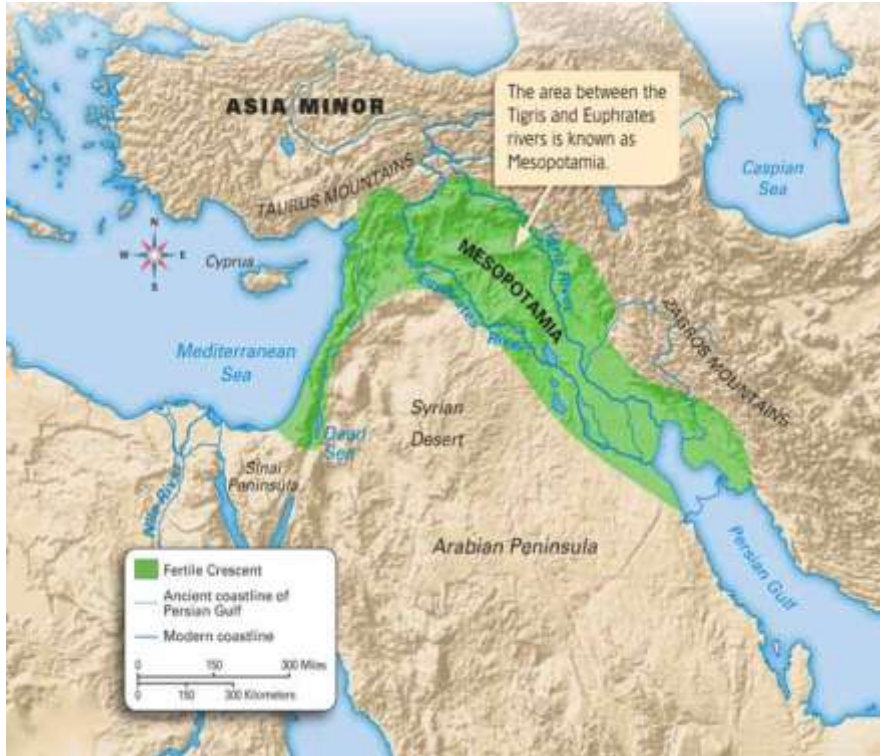 ASIA MINOR
The area between the
Tigris and Euphrates
rivers is known as
Mesopotamia.
Caspian
Sea
TAURUS MOUNTAINS
N
W
E
S
Cyprus
MESOPOTAMIA
Tigris River
Euphrates River
ZAGROS MOUNTAINS
Mediterranean
Sea
Syrian
Desert
Dead
Sea
Sinai
Peninsula
Nile River
Arabian Peninsula
Persian Gulf
Fertile Crescent
Ancient coastline of
Persian Gulf
Modern coastline
0 150 300 Miles
0 150 300 Kilometers